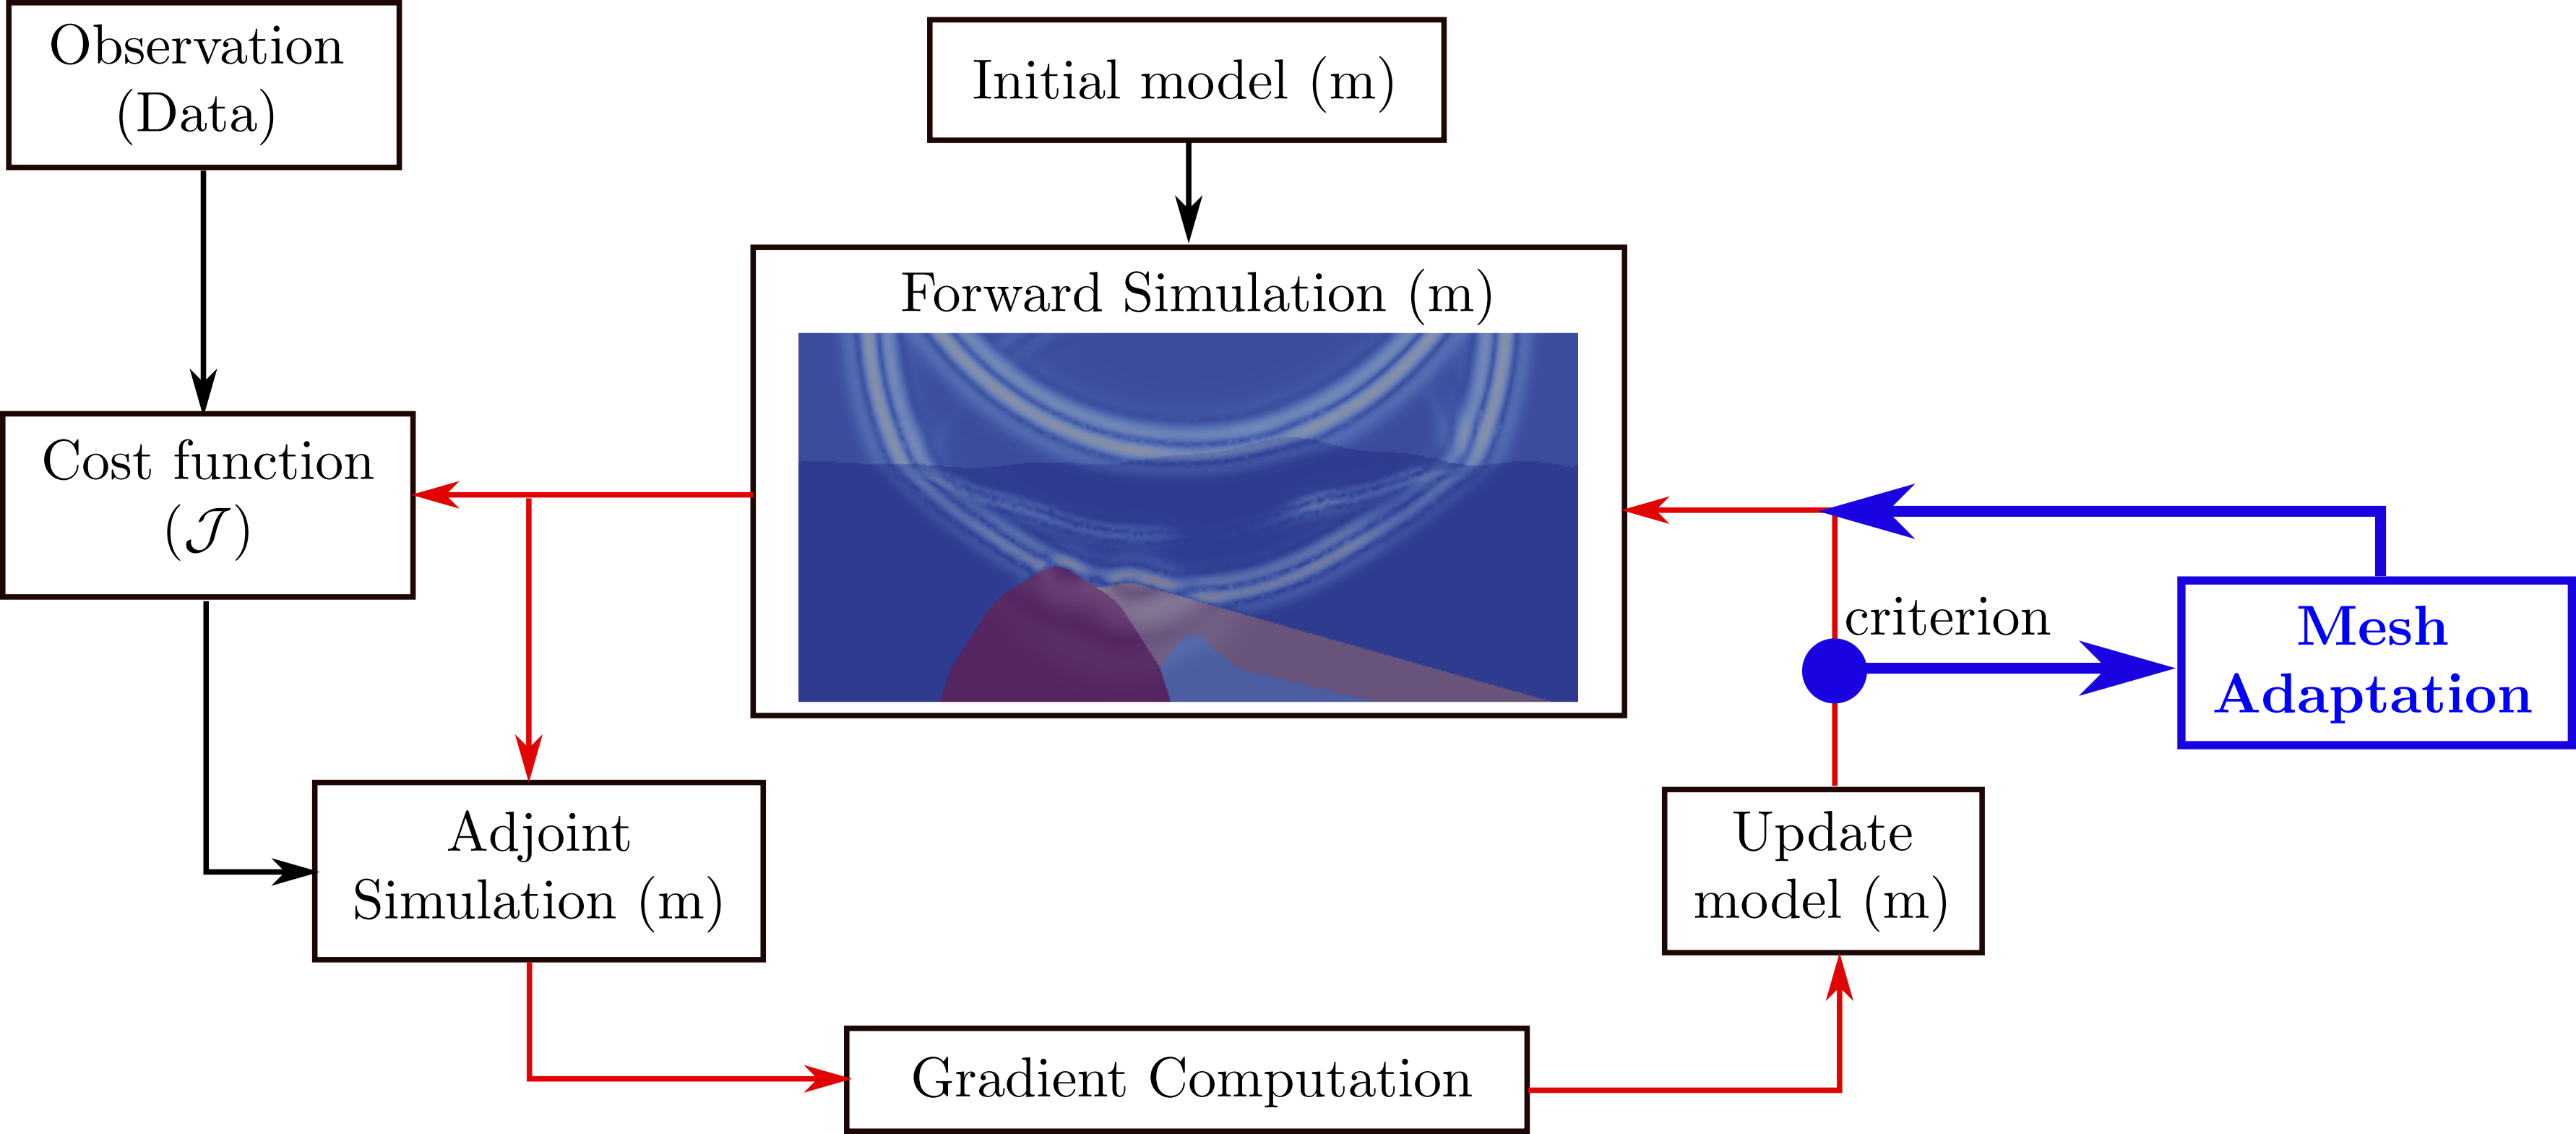 Observation
(Data)
Initial model (m)
Forward Simulation (m)
Cost function
(𝒥)
criterion
Mesh
Adaptation
Adjoint
Simulation (m)
Update
model (m)
Gradient Computation